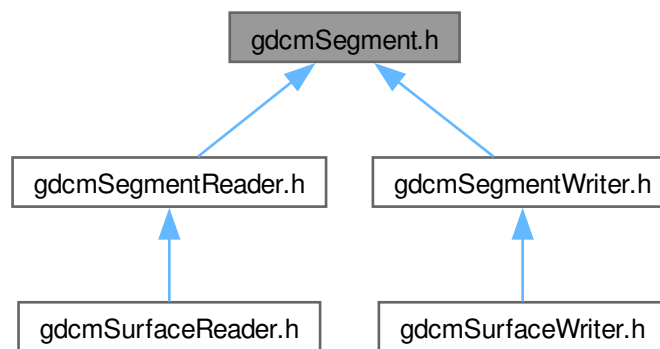 gdcmSegment.h
gdcmSegmentReader.h
gdcmSegmentWriter.h
gdcmSurfaceReader.h
gdcmSurfaceWriter.h